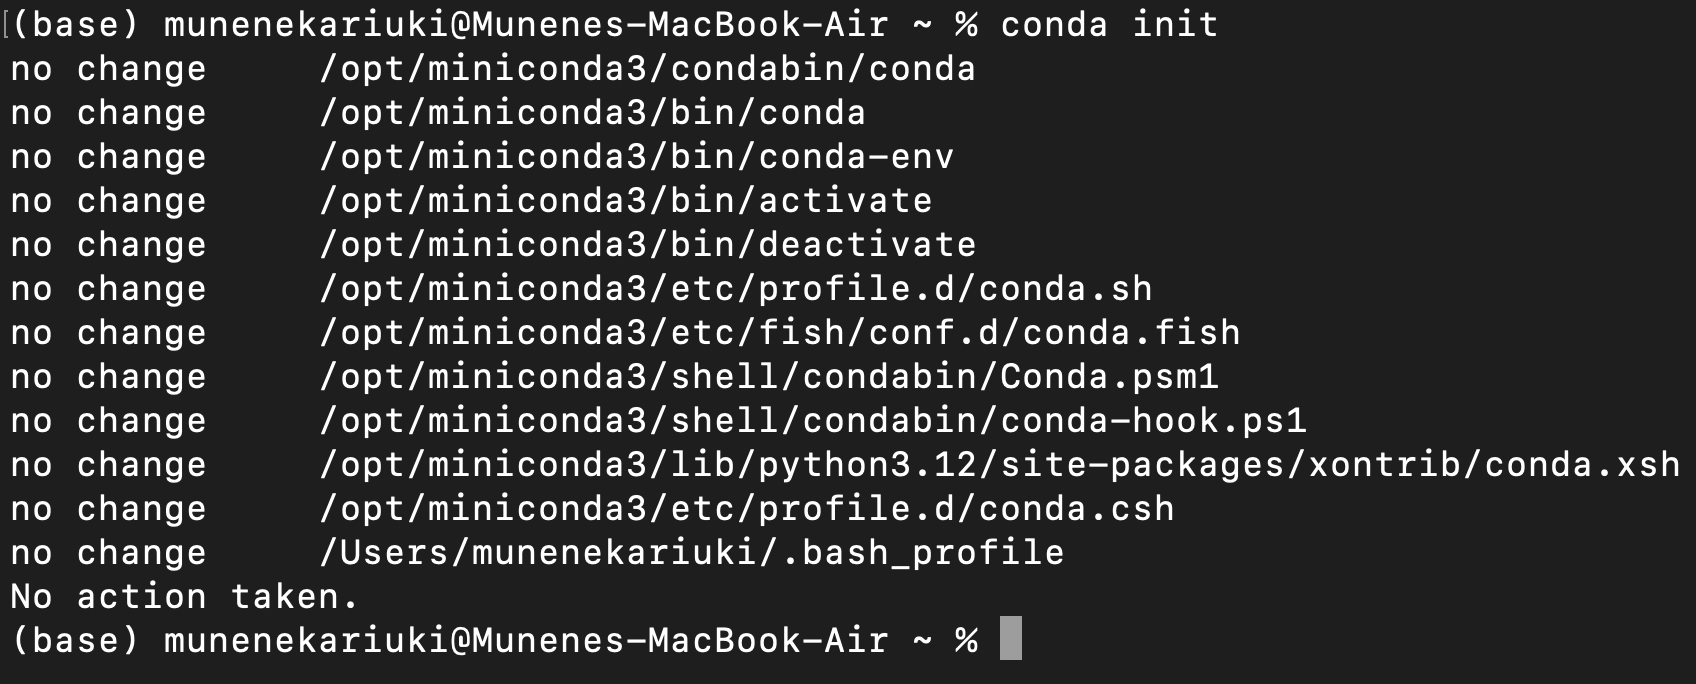 [(base) munenekariuki@Munenes-MacBook-Air ~ % conda init
no change     /opt/miniconda3/condabin/conda
no change     /opt/miniconda3/bin/conda
no change     /opt/miniconda3/bin/conda-env
no change     /opt/miniconda3/bin/activate
no change     /opt/miniconda3/bin/deactivate
no change     /opt/miniconda3/etc/profile.d/conda.sh
no change     /opt/miniconda3/etc/fish/conf.d/conda.fish
no change     /opt/miniconda3/shell/condabin/Conda.psm1
no change     /opt/miniconda3/shell/condabin/conda-hook.ps1
no change     /opt/miniconda3/lib/python3.12/site-packages/xontrib/conda.xsh
no change     /opt/miniconda3/etc/profile.d/conda.csh
no change     /Users/munenekariuki/.bash_profile
No action taken.
(base) munenekariuki@Munenes-MacBook-Air ~ %